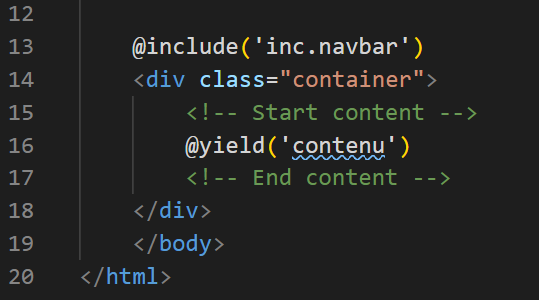 12
13 @include('inc.navbar')
14 <div class="container">
15 <!-- Start content -->
16 @yield('contenu')
17 <!-- End content -->
18 </div>
19 </body>
20 </html>